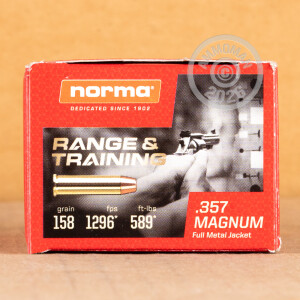 norma
DEDICATED SINCE 1902
RANGE &
TRAINING
grain fps ft-lbs
158 1296* 589*
.357
MAGNUM
Full Metal Jacket